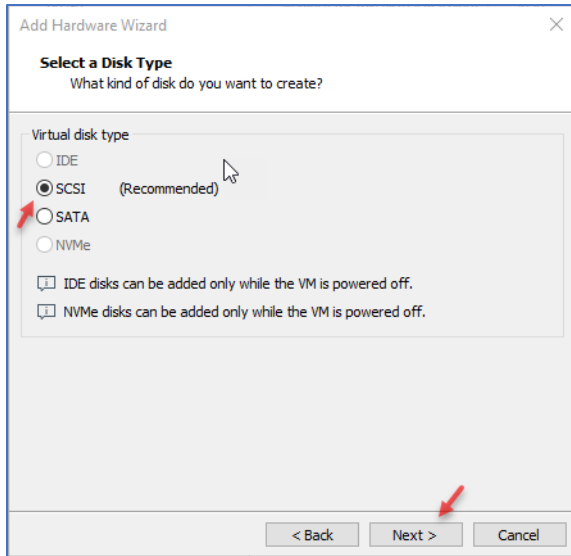 Add Hardware Wizard
Select a Disk Type
What kind of disk do you want to create?
Virtual disk type
IDE
SCSI (Recommended)
SATA
NVMe
IDE disks can be added only while the VM is powered off.
NVMe disks can be added only while the VM is powered off.
< Back Next > Cancel